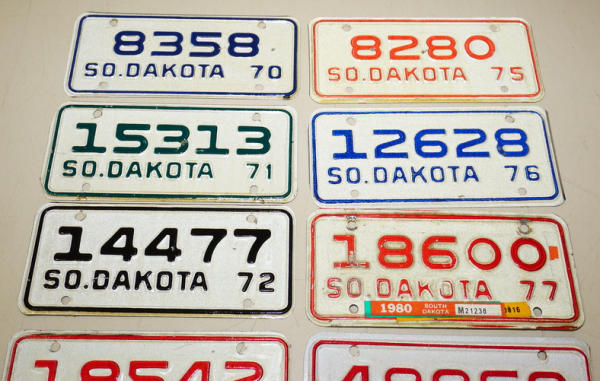 8358
SO.DAKOTA 70
15313
SO.DAKOTA 71
14477
SO.DAKOTA 72
8280
SO.DAKOTA 75
12628
SO.DAKOTA 76
18600
SO.DAKOTA 77
1980 SOUTH DAKOTA M21238